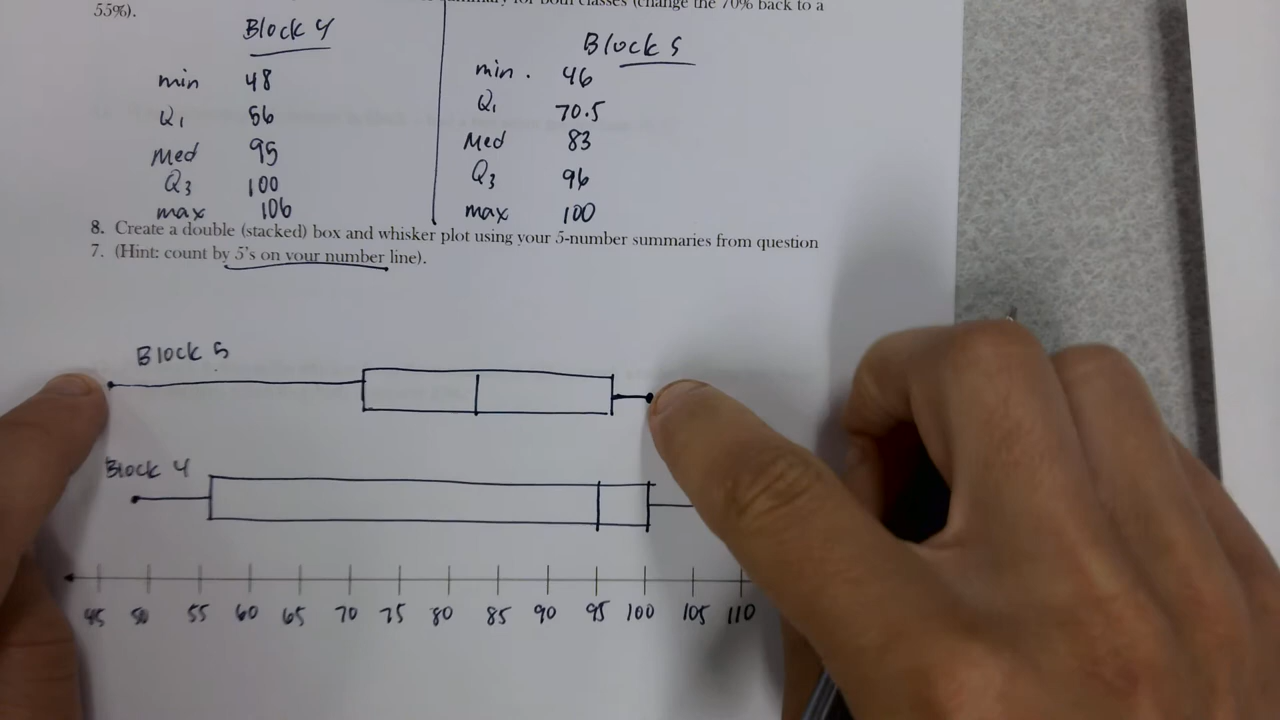 summary for both classes (change the 70% back to a
55%).
Block 4
min 48
Q1 56
Med 95
Q3 100
max 106
Block 5
min. 46
Q1 70.5
Med 83
Q3 96
max 100
8. Create a double (stacked) box and whisker plot using your 5-number summaries from question
7. (Hint: count by 5's on your number line).
Block 5
Block 4
45 50 55 60 65 70 75 80 85 90 95 100 105 110